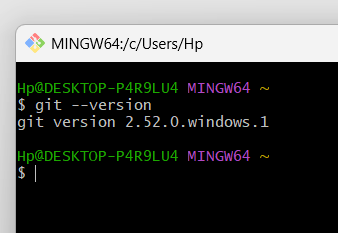 MINGW64:/c/Users/Hp
Hp@DESKTOP-P4R9LU4 MINGW64 ~
$ git --version
git version 2.52.0.windows.1
Hp@DESKTOP-P4R9LU4 MINGW64 ~
$